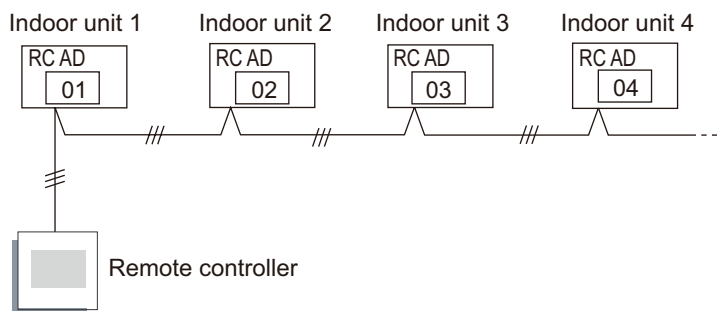 Indoor unit 1 Indoor unit 2 Indoor unit 3 Indoor unit 4
RC AD RC AD RC AD RC AD
01 02 03 04
Remote controller